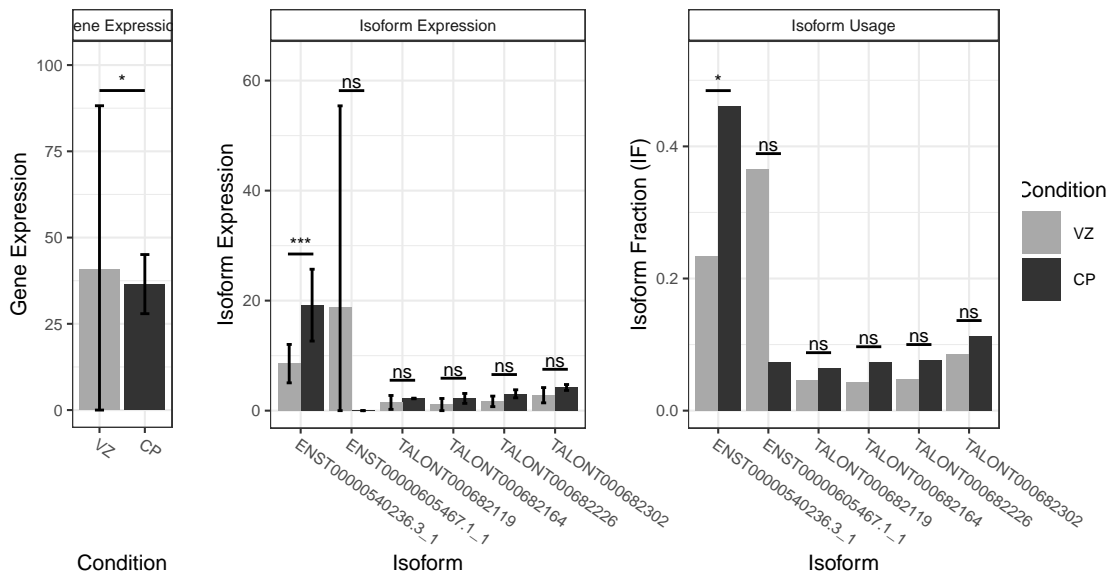 ene Expressio
Gene Expression
100
75
50
25
0
*
VZ
CP
Condition
Isoform Expression
Isoform Expression
60
40
20
0
***
ns
ns
ns
ns
ns
ENST00000540236.3_1
ENST00000605467.1_1
TALONT000682119
TALONT000682164
TALONT000682226
TALONT000682302
Isoform
Isoform Usage
Isoform Fraction (IF)
0.4
0.2
0.0
*
ns
ns
ns
ns
ns
ENST00000540236.3_1
ENST00000605467.1_1
TALONT000682119
TALONT000682164
TALONT000682226
TALONT000682302
Isoform
Condition
VZ
CP